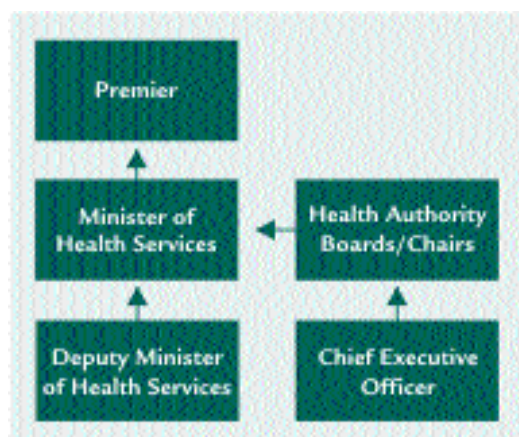 Premier
Minister of
Health Services
Health Authority
Boards/Chairs
Deputy Minister
of Health Services
Chief Executive
Officer